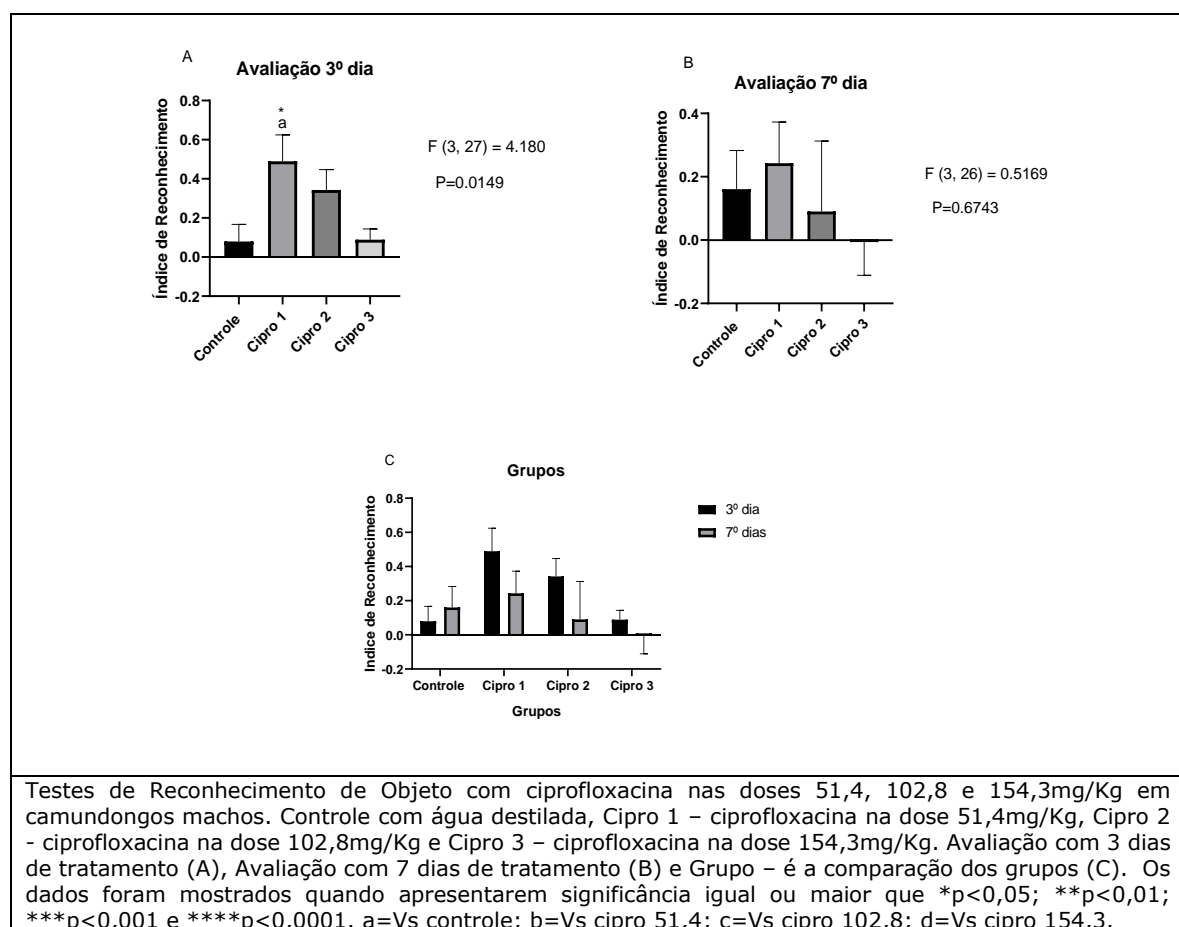 A
Avaliação 3º dia
Índice de Reconhecimento
0.8
0.6
0.4
0.2
0.0
-0.2
*
a
Controle
Cipro 1
Cipro 2
Cipro 3
F (3, 27) = 4.180
P=0.0149
B
Avaliação 7º dia
Índice de Reconhecimento
0.4
0.2
0.0
-0.2
Controle
Cipro 1
Cipro 2
Cipro 3
F (3, 26) = 0.5169
P=0.6743
C
Grupos
Indice de Reconhecimento
0.8
0.6
0.4
0.2
0.0
-0.2
Controle
Cipro 1
Cipro 2
Cipro 3
Grupos
3º dia
7º dias
Testes de Reconhecimento de Objeto com ciprofloxacina nas doses 51,4, 102,8 e 154,3mg/Kg em
camundongos machos. Controle com água destilada, Cipro 1 – ciprofloxacina na dose 51,4mg/Kg, Cipro 2
- ciprofloxacina na dose 102,8mg/Kg e Cipro 3 – ciprofloxacina na dose 154,3mg/Kg. Avaliação com 3 dias
de tratamento (A), Avaliação com 7 dias de tratamento (B) e Grupo – é a comparação dos grupos (C). Os
dados foram mostrados quando apresentarem significância igual ou maior que *p<0,05; **p<0,01;
***p<0,001 e ****p<0,0001. a=Vs controle; b=Vs cipro 51,4; c=Vs cipro 102,8; d=Vs cipro 154,3.